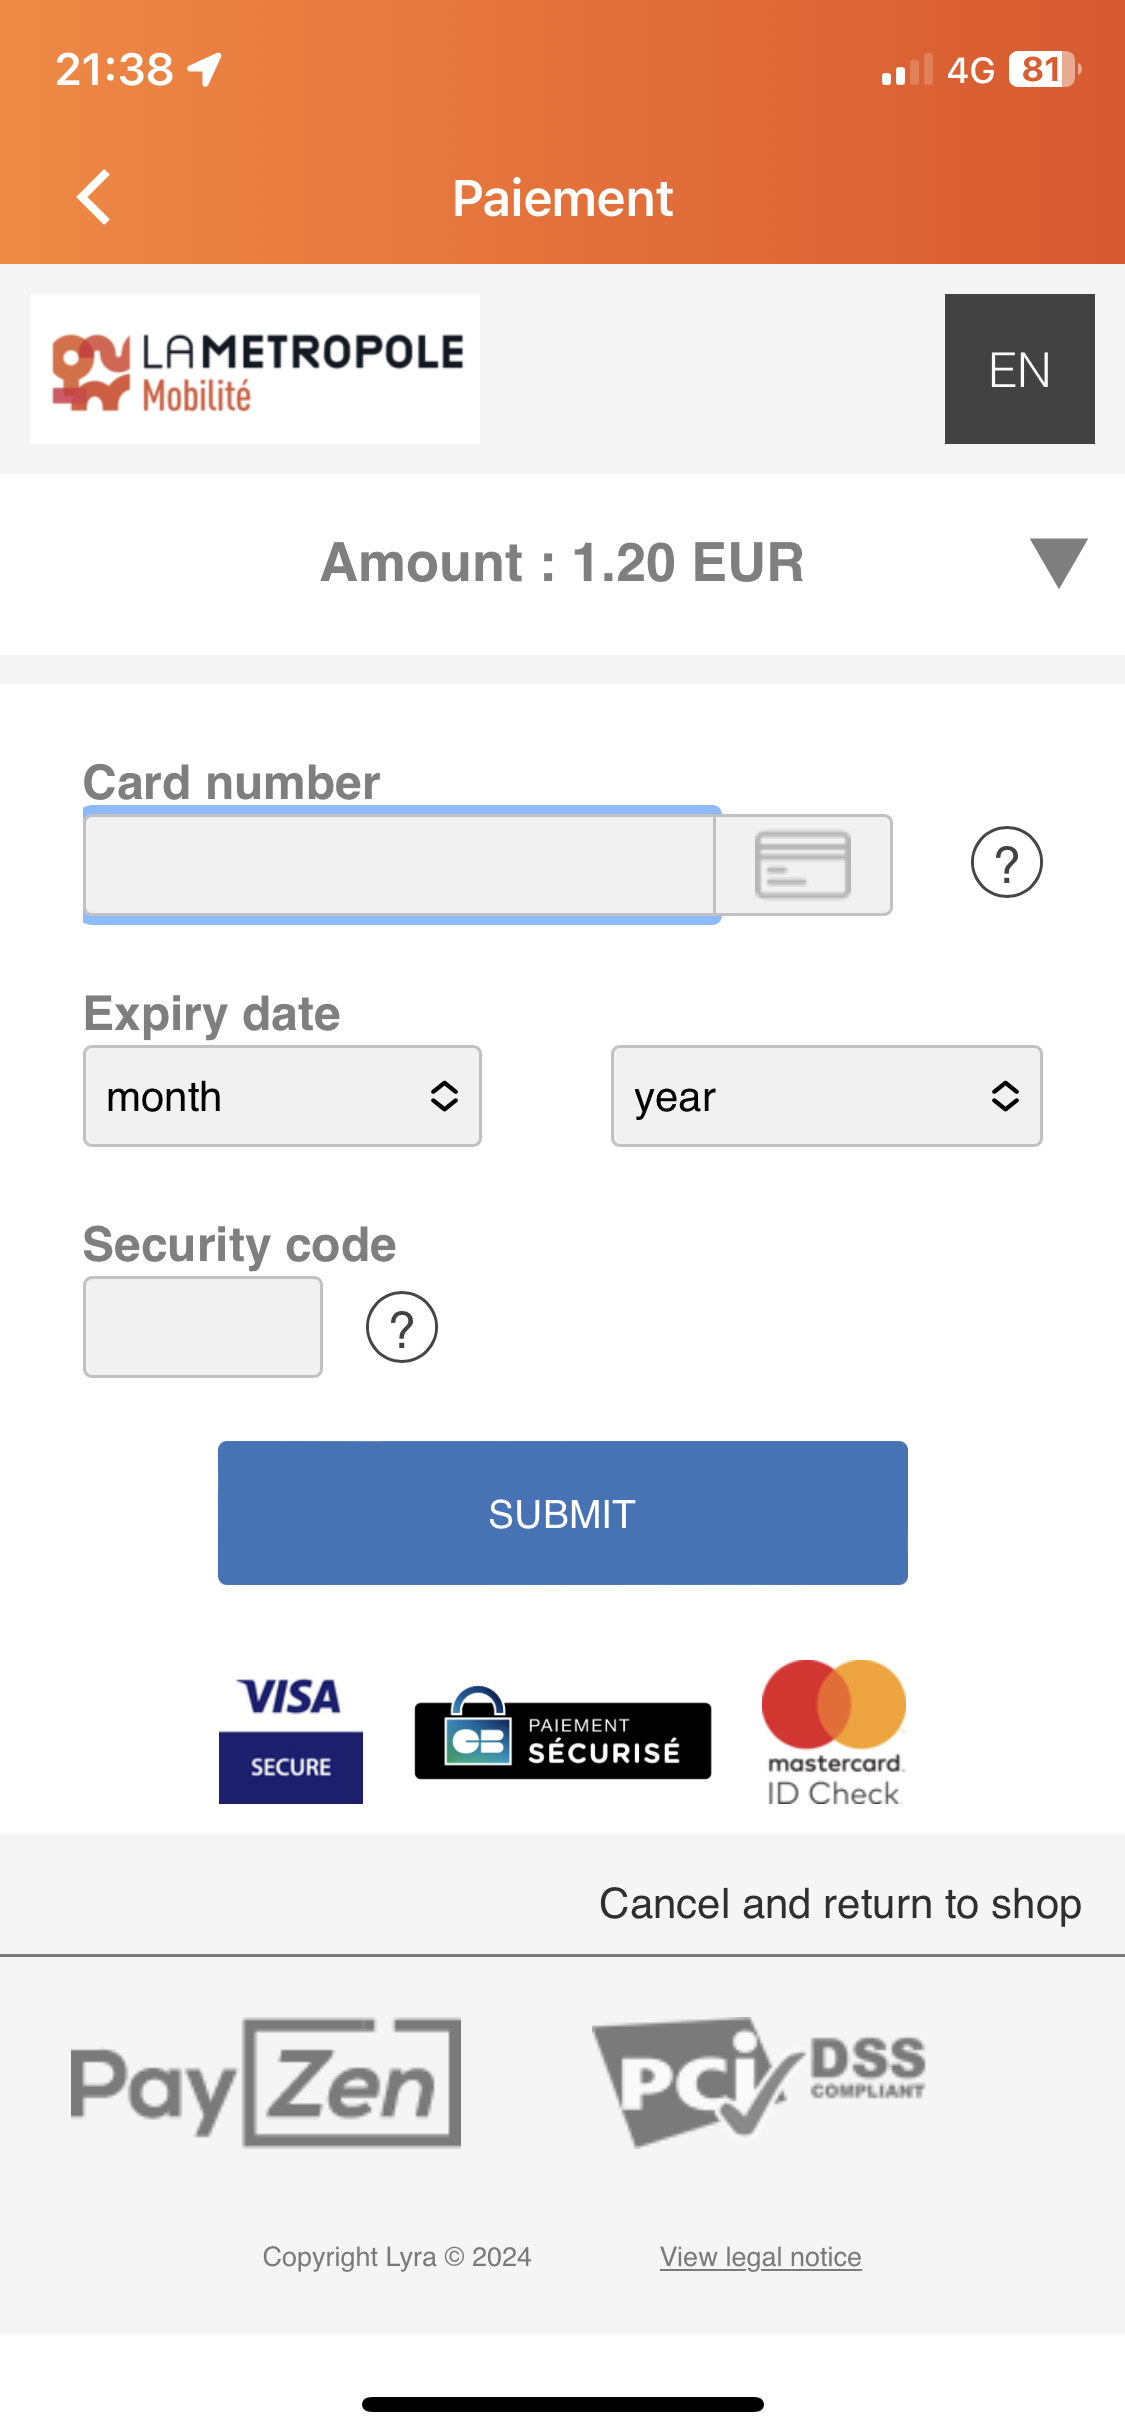 21:38
4G 81
Paiement
LAMETROPOLE
Mobilité
EN
Amount : 1.20 EUR
Card number
?
Expiry date
month
year
Security code
?
SUBMIT
VISA
SECURE
CB
PAIEMENT
SÉCURISÉ
mastercard.
ID Check
Cancel and return to shop
PayZen
PCi DSS
COMPLIANT
Copyright Lyra © 2024
View legal notice